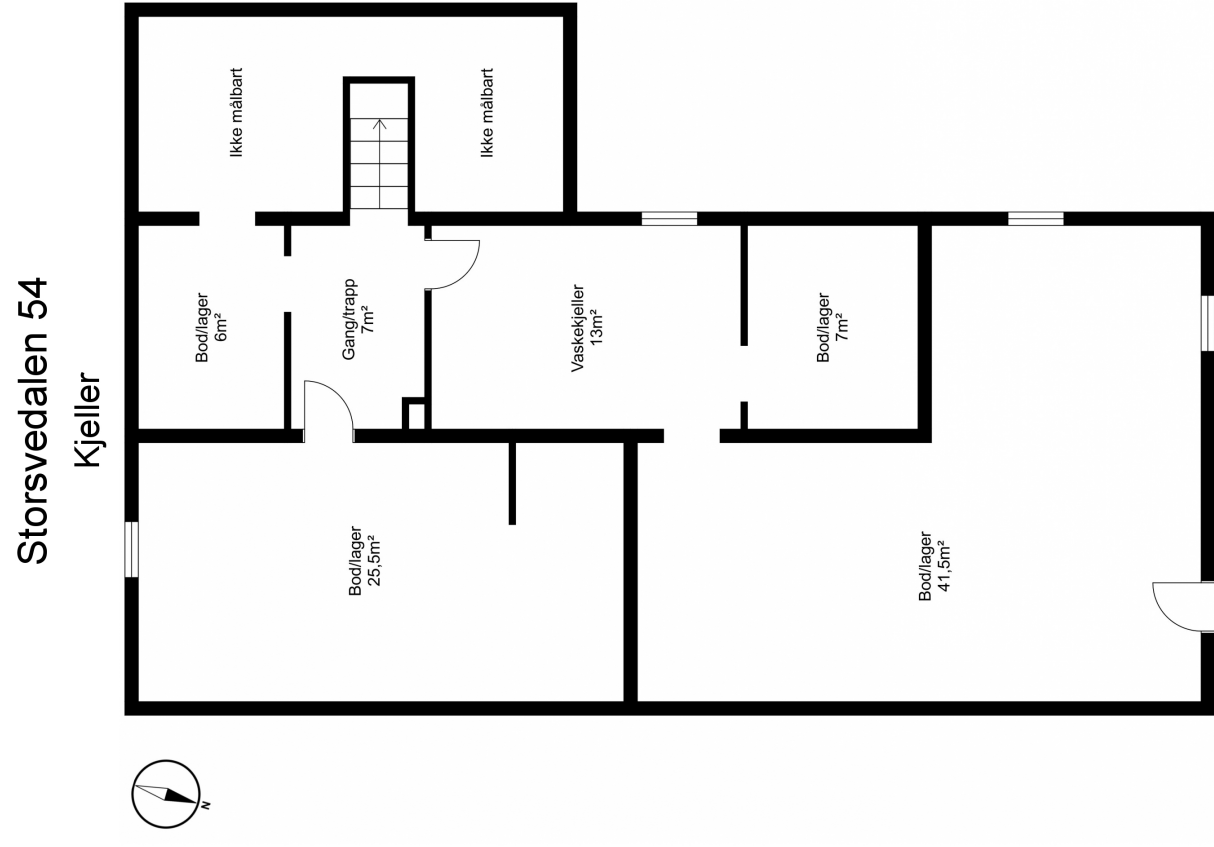 Storsvedalen 54
Kjeller
Ikke målbart
Ikke målbart
Bod/lager
6m²
Gang/trapp
7m²
Vaskekjeller
13m²
Bod/lager
7m²
Bod/lager
25,5m²
Bod/lager
41,5m²
N